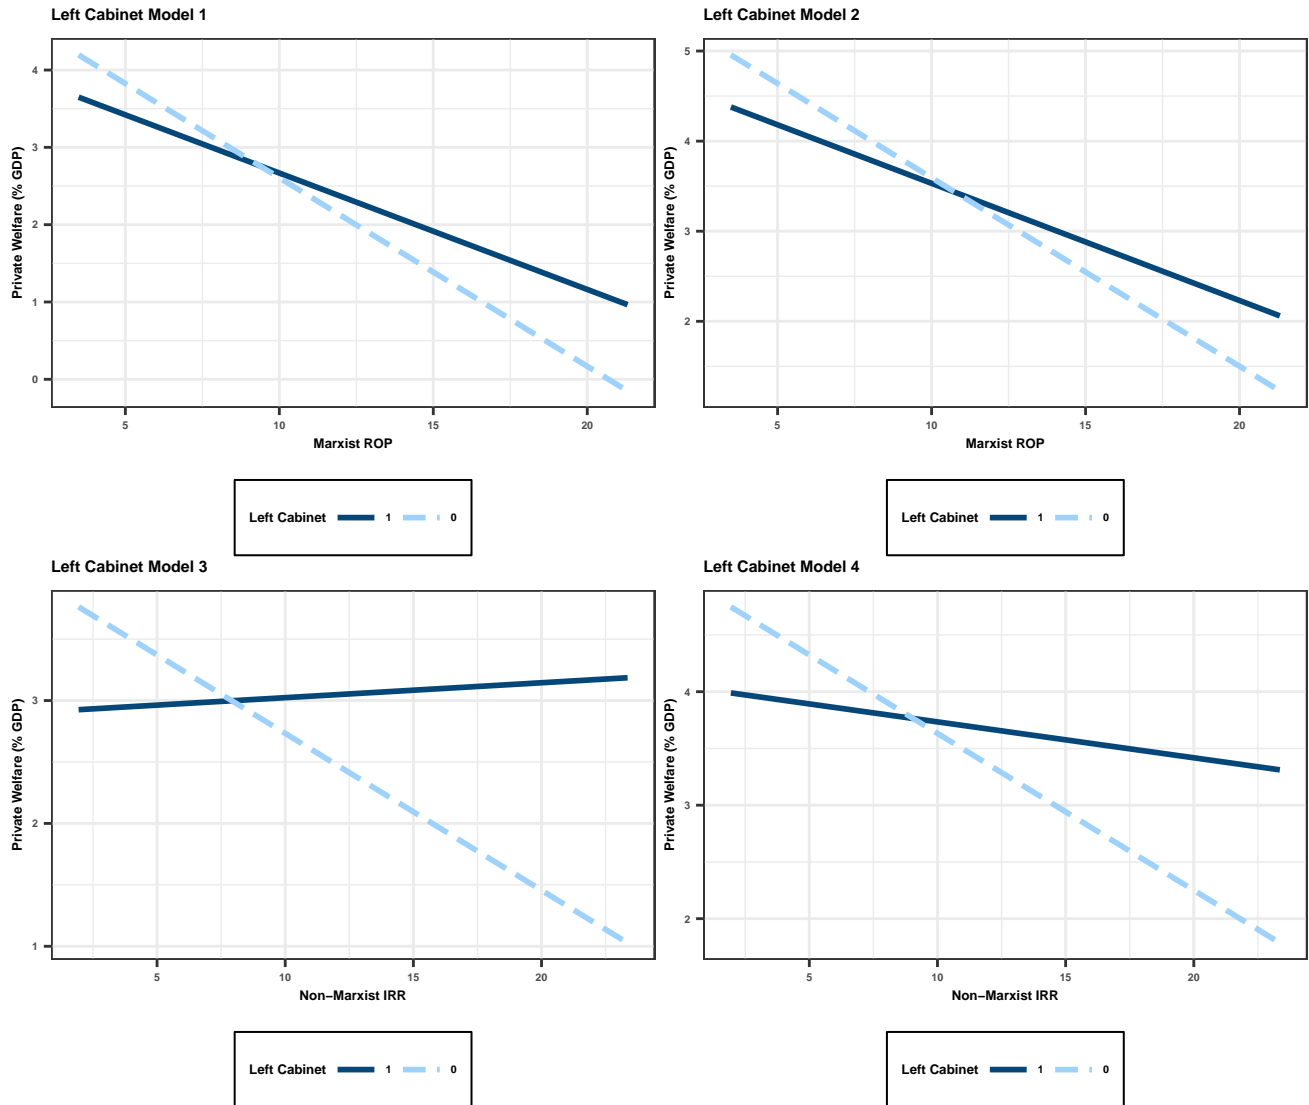 Left Cabinet Model 1
Private Welfare (% GDP)
4
3
2
1
0
5 10 15 20
Marxist ROP
Left Cabinet 1 0
Left Cabinet Model 2
Private Welfare (% GDP)
5
4
3
2
5 10 15 20
Marxist ROP
Left Cabinet 1 0
Left Cabinet Model 3
Private Welfare (% GDP)
3
2
1
5 10 15 20
Non−Marxist IRR
Left Cabinet 1 0
Left Cabinet Model 4
Private Welfare (% GDP)
4
3
2
5 10 15 20
Non−Marxist IRR
Left Cabinet 1 0